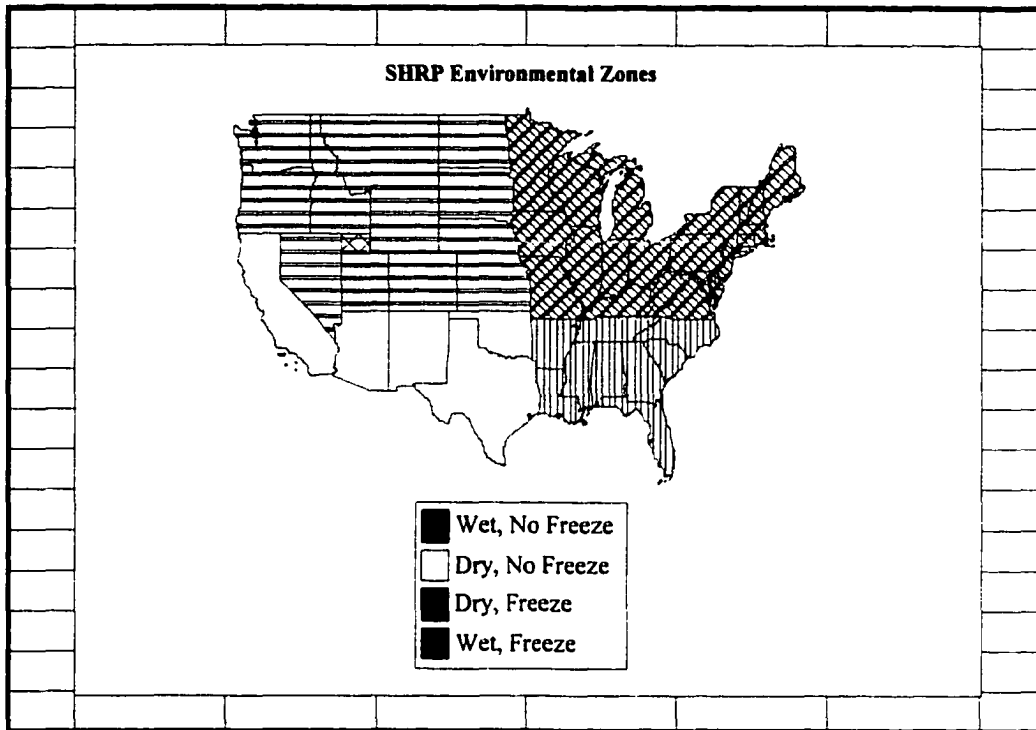 SHRP Environmental Zones
Wet, No Freeze
Dry, No Freeze
Dry, Freeze
Wet, Freeze